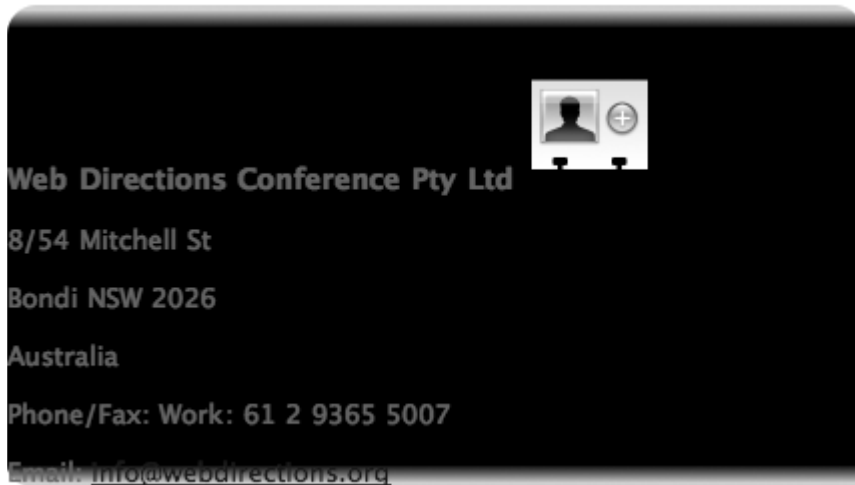 Web Directions Conference Pty Ltd
8/54 Mitchell St
Bondi NSW 2026
Australia
Phone/Fax: Work: 61 2 9365 5007
Email: info@webdirections.org